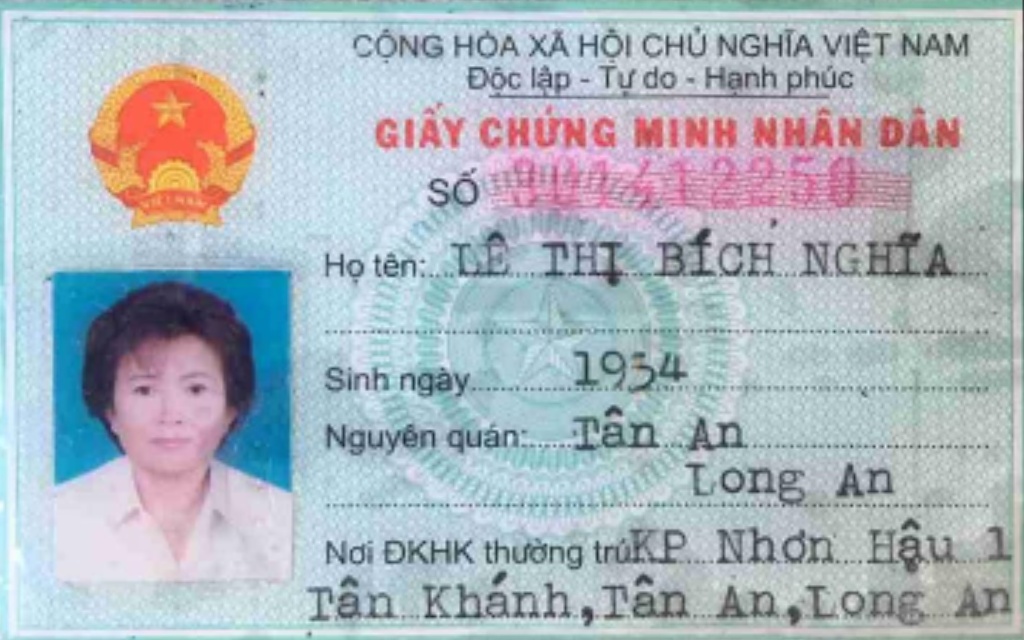 CỘNG HÒA XÃ HỘI CHỦ NGHĨA VIỆT NAM
Độc lập - Tự do - Hạnh phúc
GIẤY CHỨNG MINH NHÂN DÂN
SỐ
VIỆT NAM
Họ tên: LÊ THỊ BÍCH NGHĨA
Sinh ngày 1954
Nguyên quán: Tân An
Long An
Nơi ĐKHK thường trú KP Nhơn Hậu 1
Tân Khánh, Tân An, Long An